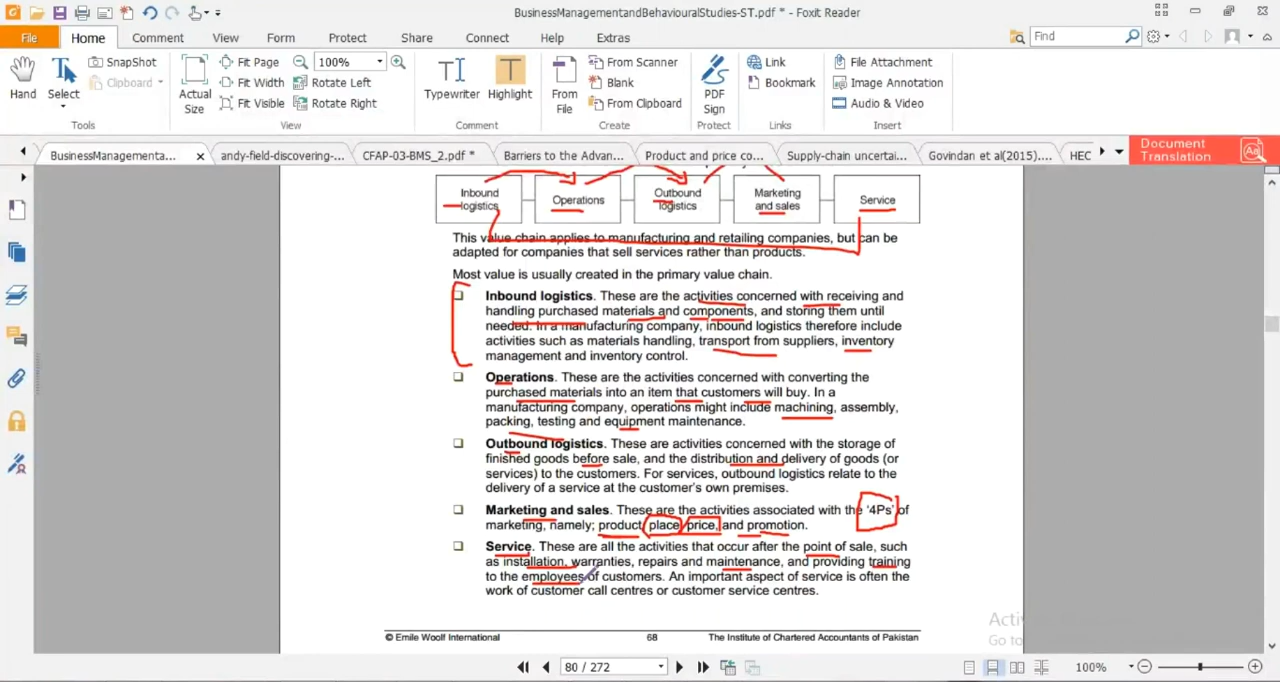 BusinessManagementandBehaviouralStudies-ST.pdf * - Foxit Reader
File Home Comment View Form Protect Share Connect Help Extras Find
SnapShot Fit Page 100% From Scanner Link File Attachment
Clipboard Fit Width Rotate Left Blank Bookmark Image Annotation
Hand Select Actual Size Fit Visible Rotate Right Typewriter Highlight From File From Clipboard PDF Sign Audio & Video
Tools View Comment Create Protect Links Insert
BusinessManagementa... x andy-field-discovering-... CFAP-03-BMS_2.pdf * Barriers to the Advan... Product and price co... Supply-chain uncertai... Govindan et al(2015).... HEC
Document Translation
Inbound logistics
Operations
Outbound logistics
Marketing and sales
Service
This value chain applies to manufacturing and retailing companies, but can be
adapted for companies that sell services rather than products.
Most value is usually created in the primary value chain.
Inbound logistics. These are the activities concerned with receiving and
handling purchased materials and components, and storing them until
needed. In a manufacturing company, inbound logistics therefore include
activities such as materials handling, transport from suppliers, inventory
management and inventory control.
Operations. These are the activities concerned with converting the
purchased materials into an item that customers will buy. In a
manufacturing company, operations might include machining, assembly,
packing, testing and equipment maintenance.
Outbound logistics. These are activities concerned with the storage of
finished goods before sale, and the distribution and delivery of goods (or
services) to the customers. For services, outbound logistics relate to the
delivery of a service at the customer's own premises.
Marketing and sales. These are the activities associated with the '4Ps' of
marketing, namely; product, place, price, and promotion.
Service. These are all the activities that occur after the point of sale, such
as installation, warranties, repairs and maintenance, and providing training
to the employees of customers. An important aspect of service is often the
work of customer call centres or customer service centres.
© Emile Woolf International 68 The Institute of Chartered Accountants of Pakistan
Activ
Go to
80 / 272 100%